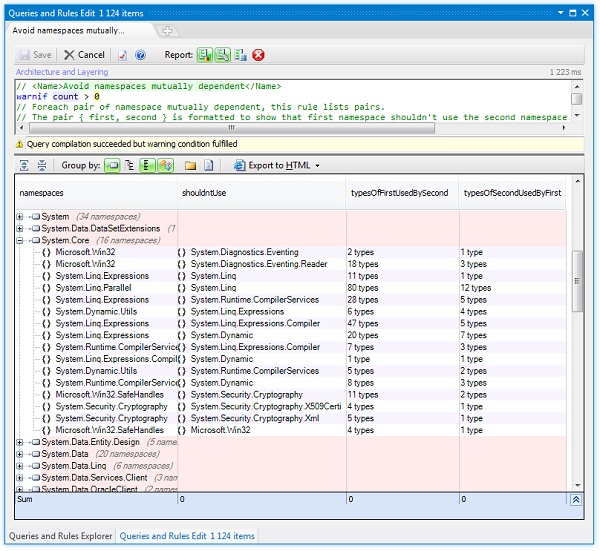 Queries and Rules Edit 1 124 items
Avoid namespaces mutually...
Save Cancel Report:
Architecture and Layering 1 223 ms
// <Name>Avoid namespaces mutually dependent</Name>
warnif count > 0
// Foreach pair of namespace mutually dependent, this rule lists pairs.
// The pair { first, second } is formatted to show that first namespace shouldn't use the second namespace
Query compilation succeeded but warning condition fulfilled
Group by: Export to HTML
namespaces shouldntUse typesOfFirstUsedBySecond typesOfSecondUsedByFirst
System (34 namespaces)
System.Data.DataSetExtensions (1
System.Core (16 namespaces)
{} Microsoft.Win32 {} System.Diagnostics.Eventing 2 types 1 type
{} Microsoft.Win32 {} System.Diagnostics.Eventing.Reader 18 types 3 types
{} System.Linq.Expressions {} System.Linq 11 types 1 type
{} System.Linq.Parallel {} System.Linq 80 types 12 types
{} System.Linq.Expressions {} System.Runtime.CompilerServices 28 types 5 types
{} System.Dynamic.Utils {} System.Linq.Expressions 6 types 4 types
{} System.Linq.Expressions {} System.Linq.Expressions.Compiler 47 types 5 types
{} System.Linq.Expressions {} System.Dynamic 20 types 7 types
{} System.Runtime.CompilerServic {} System.Linq.Expressions.Compiler 7 types 3 types
{} System.Linq.Expressions.Compil {} System.Dynamic 1 type 1 type
{} System.Dynamic.Utils {} System.Runtime.CompilerServices 5 types 2 types
{} System.Runtime.CompilerServic {} System.Dynamic 8 types 3 types
{} Microsoft.Win32.SafeHandles {} System.Security.Cryptography 11 types 2 types
{} System.Security.Cryptography {} System.Security.Cryptography.X509Certi 4 types 1 type
{} System.Security.Cryptography {} System.Security.Cryptography.Xml 5 types 1 type
{} Microsoft.Win32.SafeHandles {} Microsoft.Win32 4 types 1 type
System.Data.Entity.Design (5 name
System.Data (20 namespaces)
System.Data.Linq (6 namespaces)
System.Data.Services.Client (3 nam
System.Data.OracleClient (2 names
Sum 0 0 0
Queries and Rules Explorer Queries and Rules Edit 1 124 items